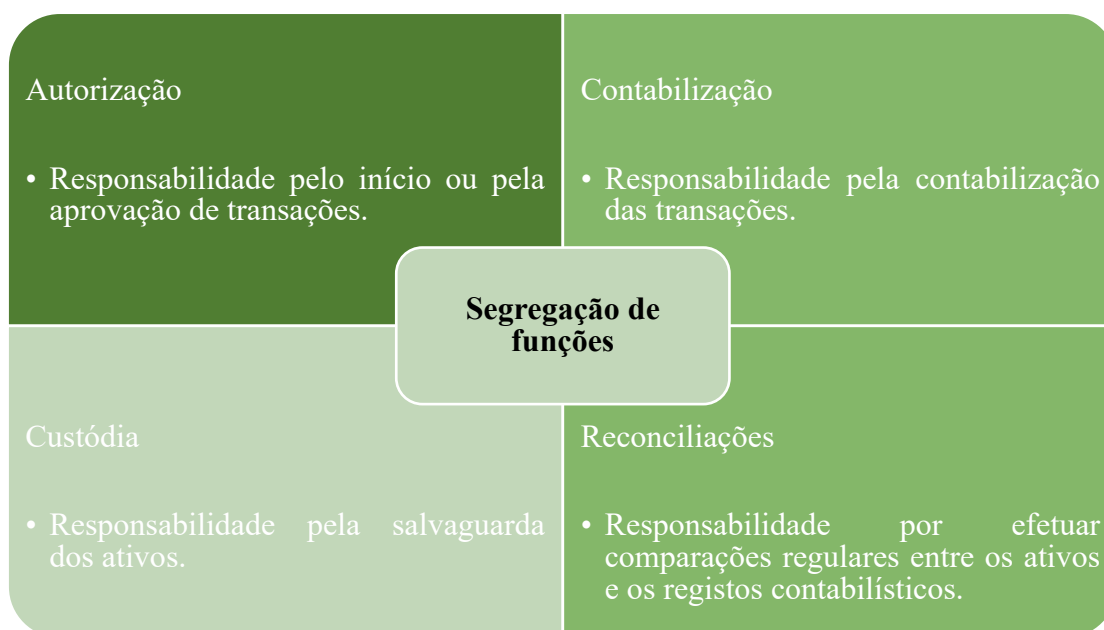 Autorização
• Responsabilidade pelo início ou pela
aprovação de transações.
Contabilização
• Responsabilidade pela contabilização
das transações.
Segregação de
funções
Custódia
• Responsabilidade pela salvaguarda
dos ativos.
Reconciliações
• Responsabilidade por efetuar
comparações regulares entre os ativos
e os registos contabilísticos.